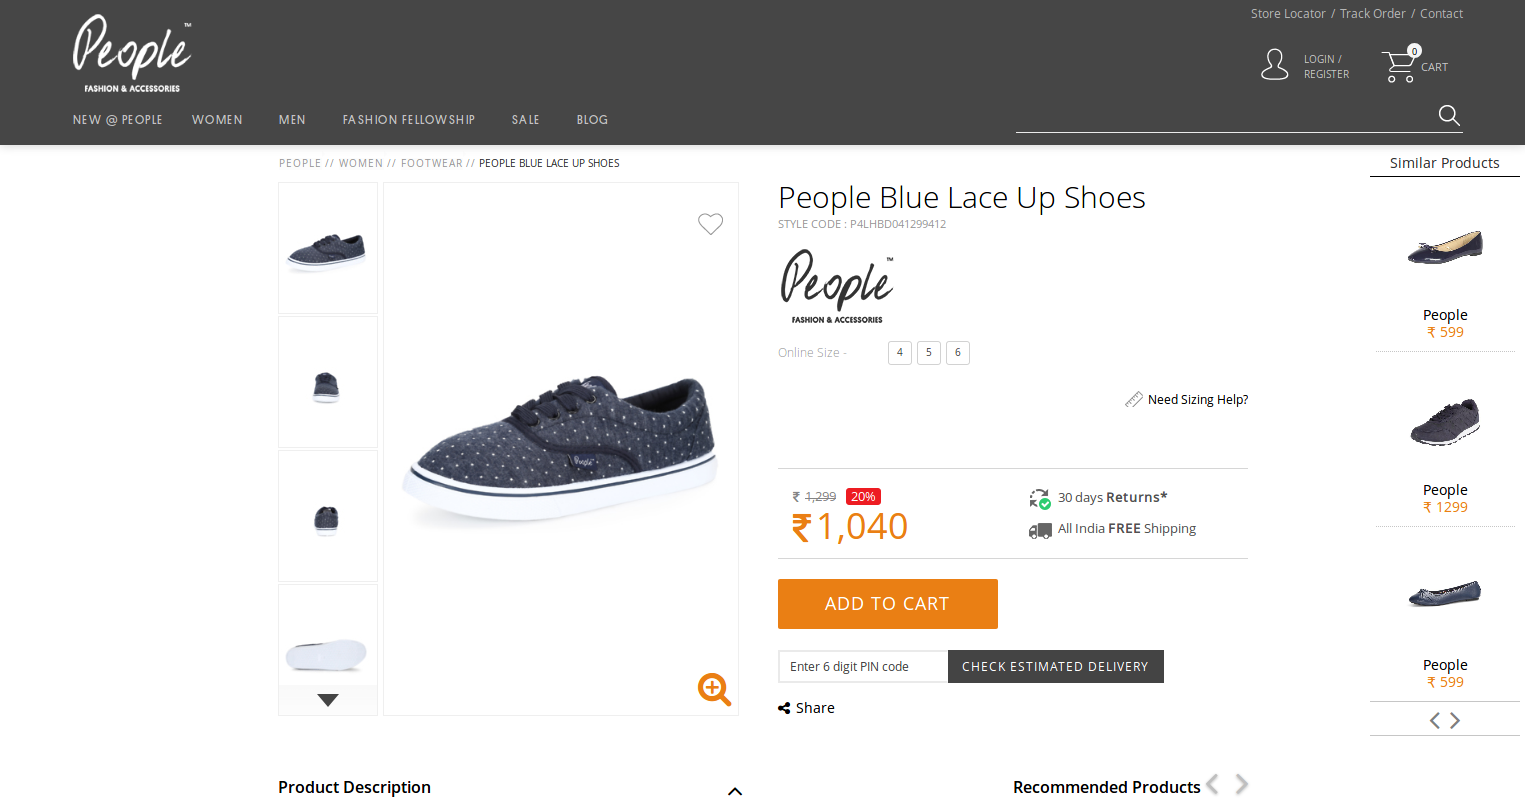 Store Locator / Track Order / Contact
People™
FASHION & ACCESSORIES
LOGIN /
REGISTER
0
CART
NEW @ PEOPLE WOMEN MEN FASHION FELLOWSHIP SALE BLOG
PEOPLE // WOMEN // FOOTWEAR // PEOPLE BLUE LACE UP SHOES
People Blue Lace Up Shoes
STYLE CODE : P4LHBD041299412
People™
FASHION & ACCESSORIES
Online Size - 4 5 6
Need Sizing Help?
People
₹ 1,299 20%
₹1,040
30 days Returns*
All India FREE Shipping
ADD TO CART
Enter 6 digit PIN code CHECK ESTIMATED DELIVERY
Share
Similar Products
People
₹ 599
People
₹ 1299
People
₹ 599
Product Description
Recommended Products